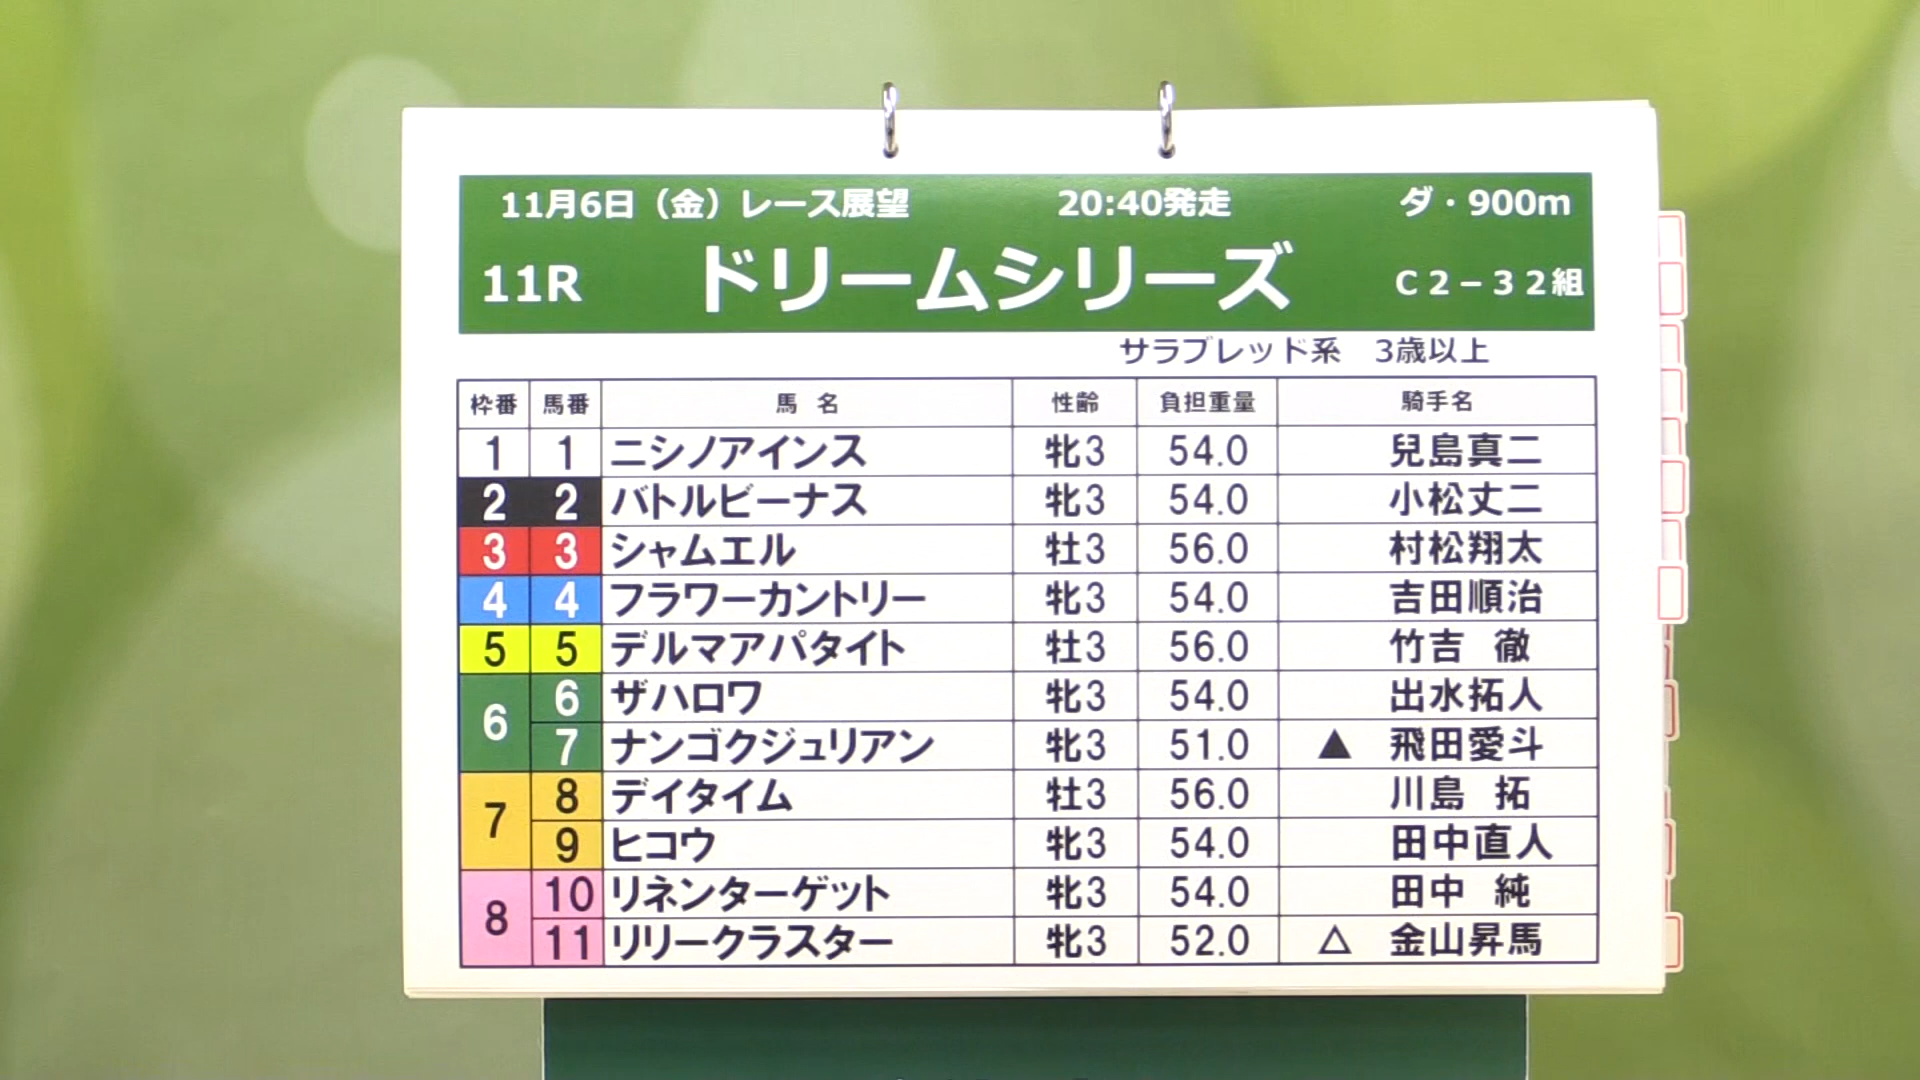 11月6日（金）レース展望 20:40発走 ダ・900m
11R ドリームシリーズ C2－32組
サラブレッド系 3歳以上
枠番 馬番 馬名 性齢 負担重量 騎手名
1 1 ニシノアインス 牝3 54.0 兒島真二
2 2 バトルビーナス 牝3 54.0 小松丈二
3 3 シャムエル 牡3 56.0 村松翔太
4 4 フラワーカントリー 牝3 54.0 吉田順治
5 5 デルマアパタイト 牡3 56.0 竹吉 徹
6 6 ザハロワ 牝3 54.0 出水拓人
7 ナンゴクジュリアン 牝3 51.0 ▲ 飛田愛斗
7 8 デイタイム 牡3 56.0 川島 拓
9 ヒコウ 牝3 54.0 田中直人
8 10 リネンターゲット 牝3 54.0 田中 純
11 リリークラスター 牝3 52.0 △ 金山昇馬